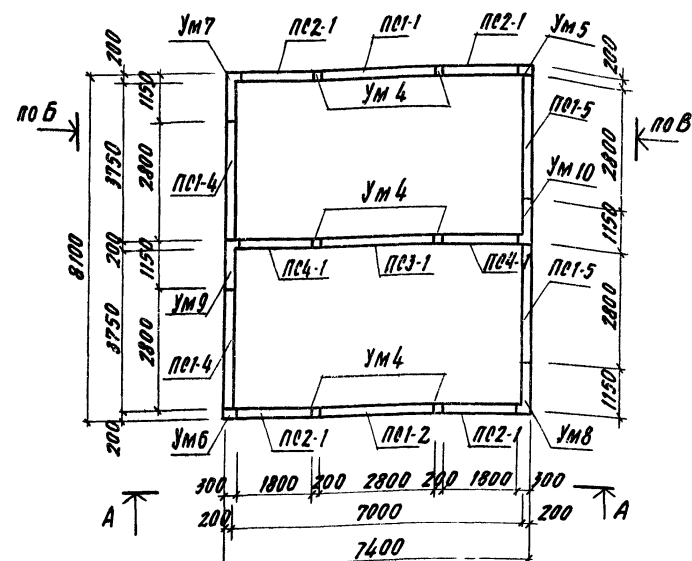 Ум7 ПС2-1 ПС1-1 ПС2-1 Ум5
200 1150 200
Ум4
по Б по В
ПС1-5
3750 2800 2800
ПС1-4 Ум10
Ум4
8100 200 1150 1150
ПС4-1 ПС3-1 ПС4-1
Ум9 ПС1-5
3750 2800 2800
ПС1-4 Ум4
1150
200
Ум6 ПС2-1 ПС1-2 ПС2-1 Ум8
300 1800 200 2800 200 1800 300
А 200 7000 200 А
7400